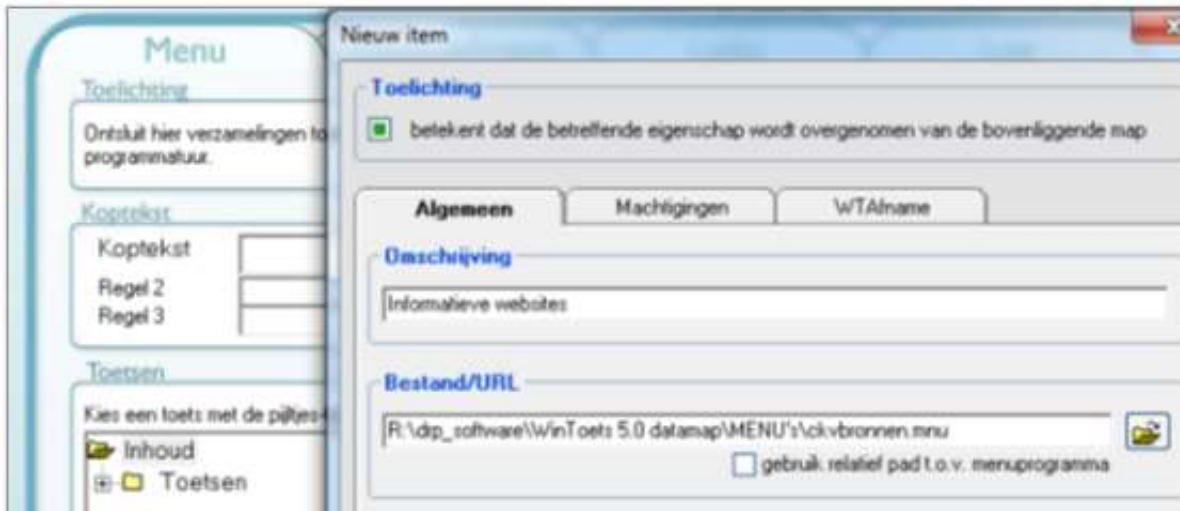 Menu
Toelichting
Ontsluit hier verzamelingen to
programmatuur.
Koptekst
Koptekst
Regel 2
Regel 3
Toetsen
Kies een toets met de pijltjes-
Inhoud
Toetsen
Nieuw item
Toelichting
betekent dat de betreffende eigenschap wordt overgenomen van de bovenliggende map
Algemeen Machtigingen WTAfname
Omschrijving
Informatieve websites
Bestand/URL
R:\drp_software\WinToets 5.0 datamap\MENU's\ckvbronnen.mnu
gebruik relatief pad t.o.v. menuprogramma